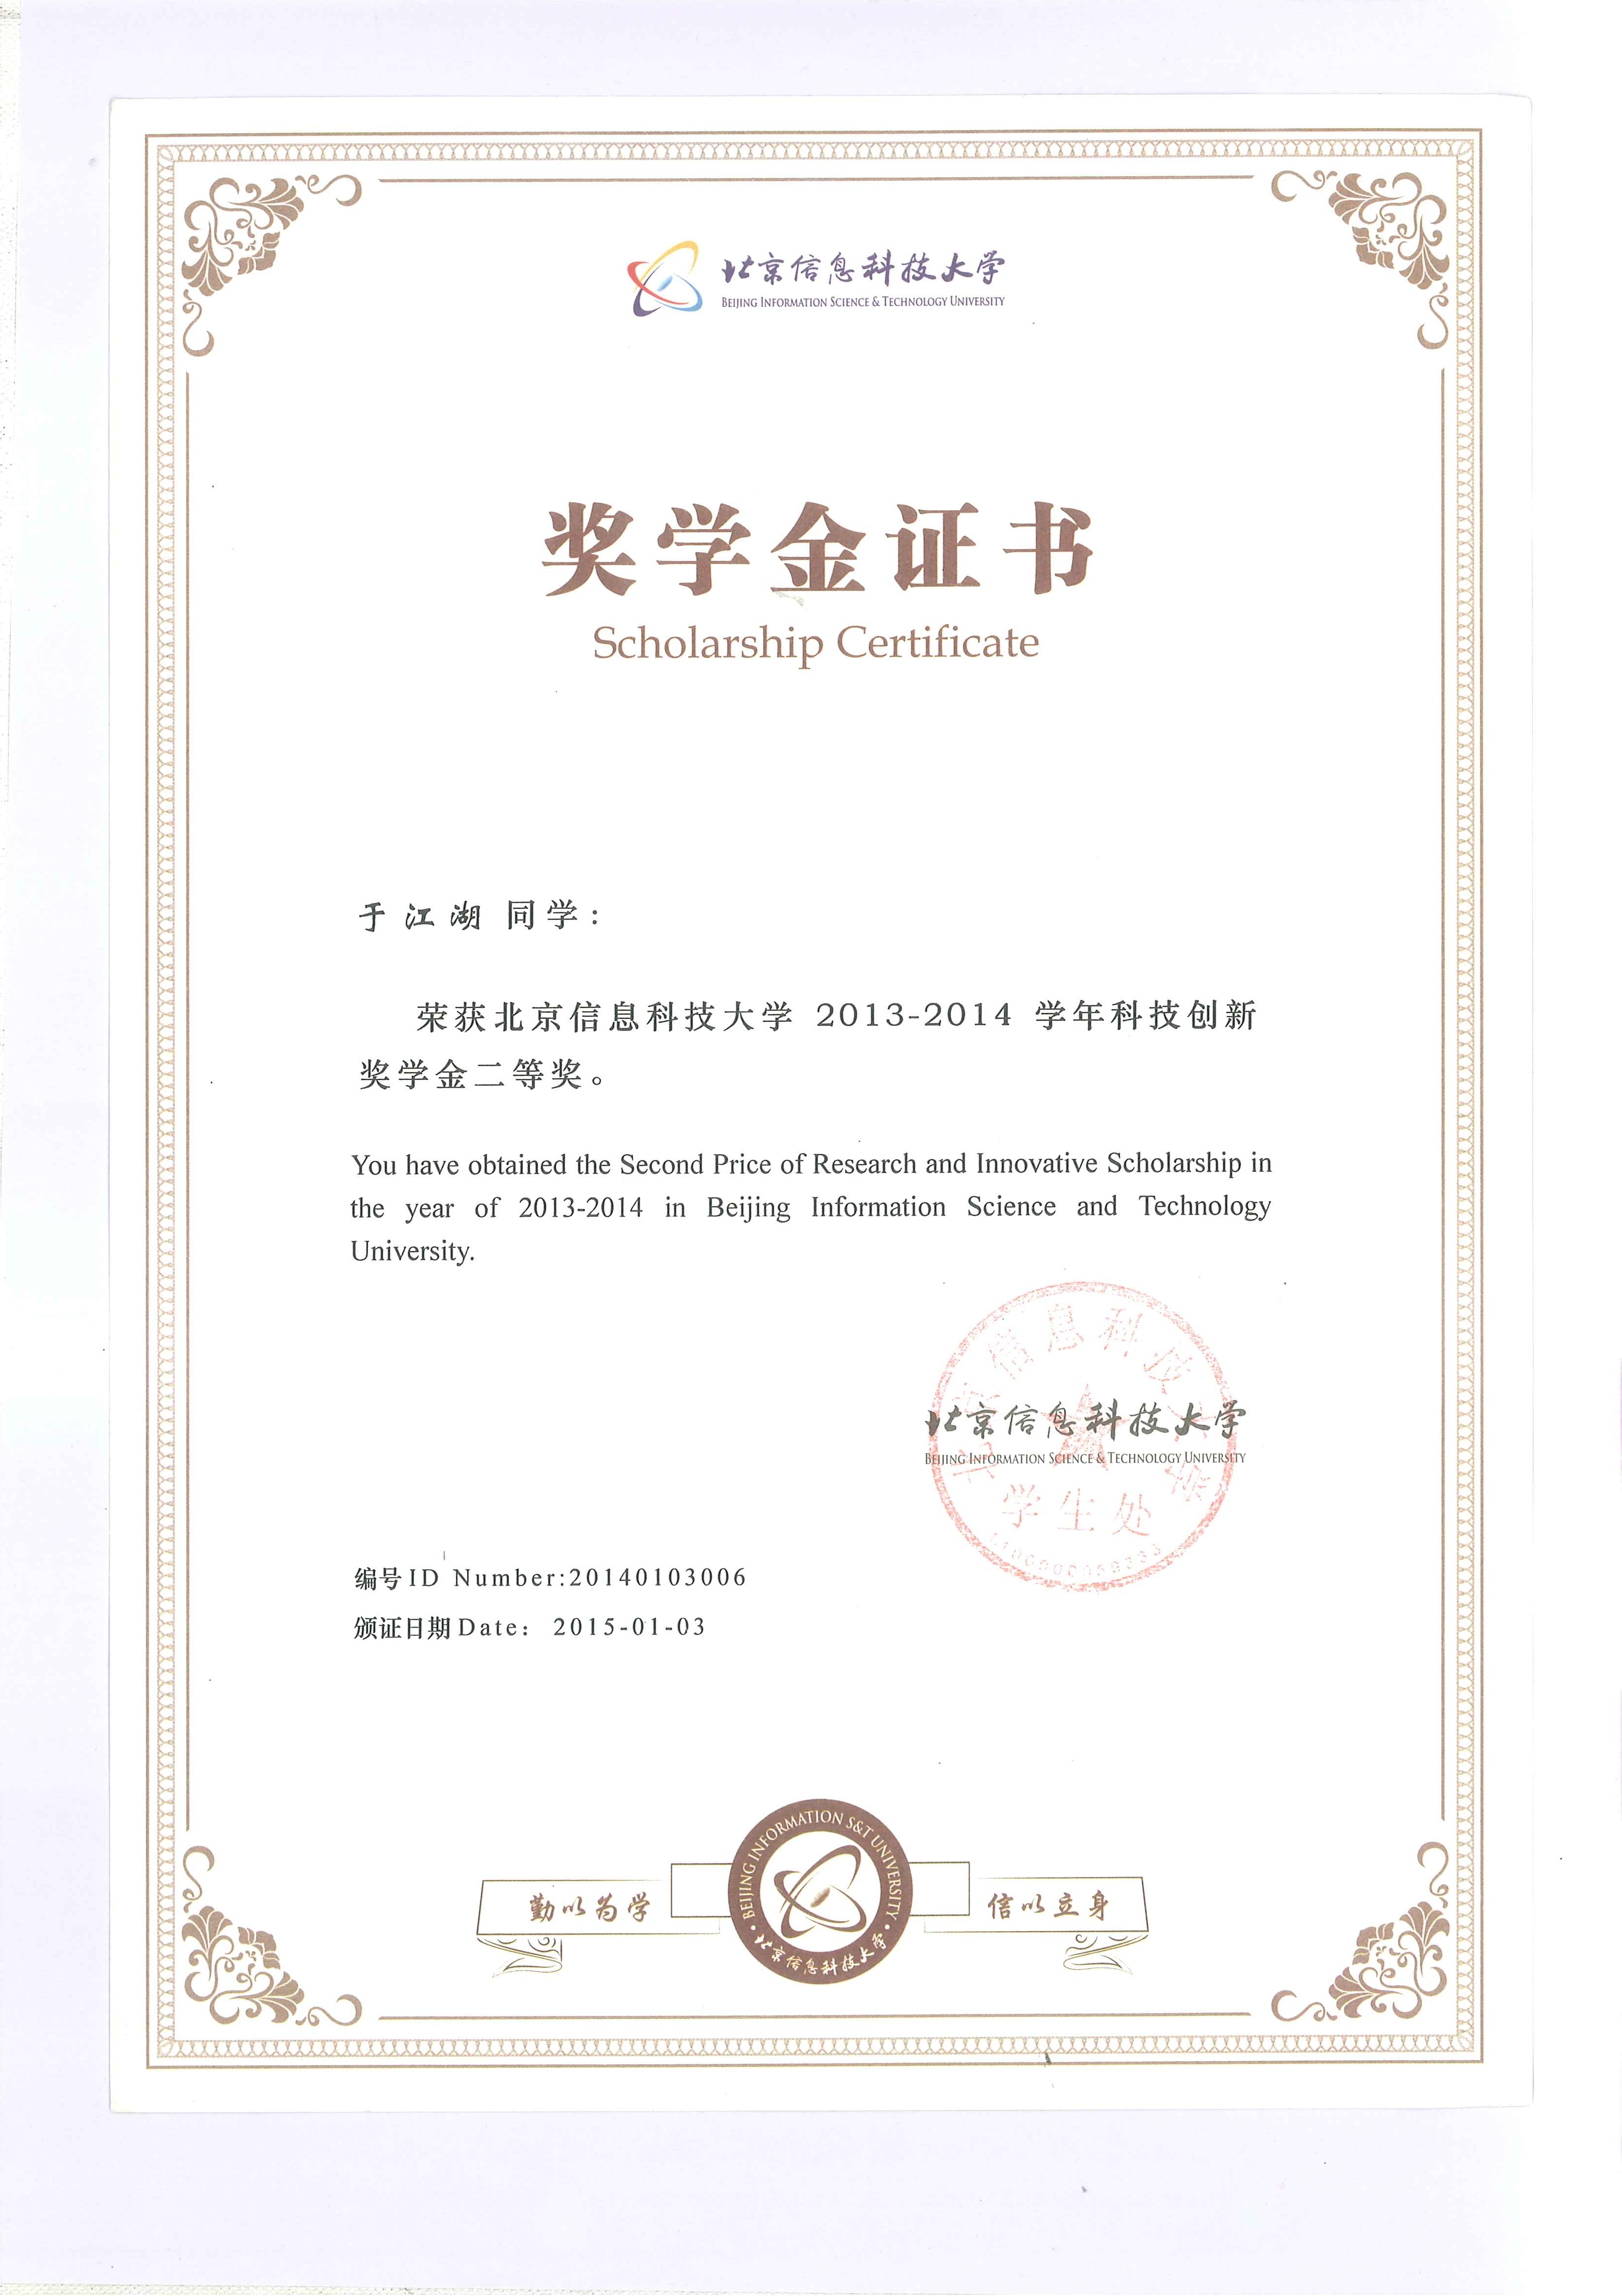 北京信息科技大学
BEIJING INFORMATION SCIENCE & TECHNOLOGY UNIVERSITY
奖学金证书
Scholarship Certificate
于江湖 同学：
荣获北京信息科技大学 2013-2014 学年科技创新
奖学金二等奖。
You have obtained the Second Price of Research and Innovative Scholarship in
the year of 2013-2014 in Beijing Information Science and Technology
University.
北京信息科技大学
学生处
北京信息科技大学
BEIJING INFORMATION SCIENCE & TECHNOLOGY UNIVERSITY
编号ID Number:20140103006
颁证日期Date： 2015-01-03
勤以为学
BEIJING INFORMATION S&T UNIVERSITY
北京信息科技大学
信以立身